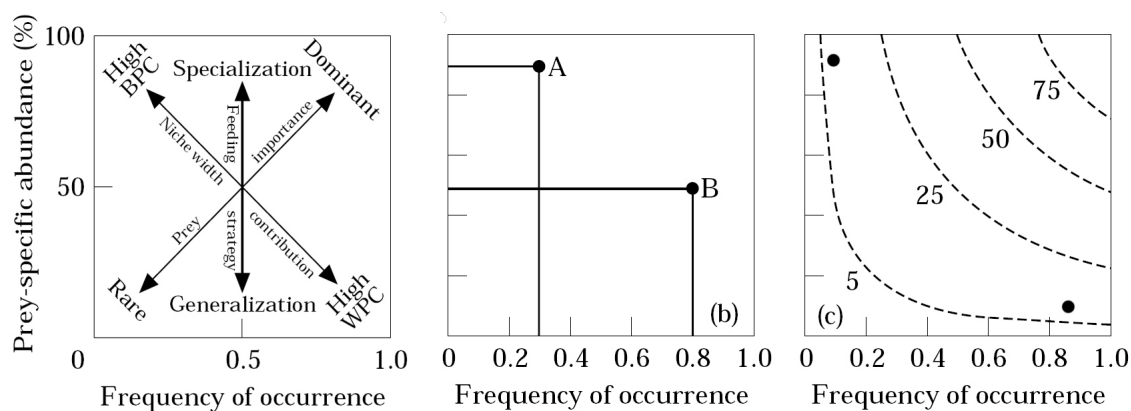 Prey-specific abundance (%)
100
50
0
0.5
1.0
High
BPC
Specialization
Dominant
Niche width
Feeding
importance
Prey
strategy
contribution
Rare
Generalization
High
WPC
Frequency of occurrence
A
B
(b)
0
0.2
0.4
0.6
0.8
1.0
Frequency of occurrence
75
50
25
5
(c)
0.2
0.4
0.6
0.8
1.0
Frequency of occurrence